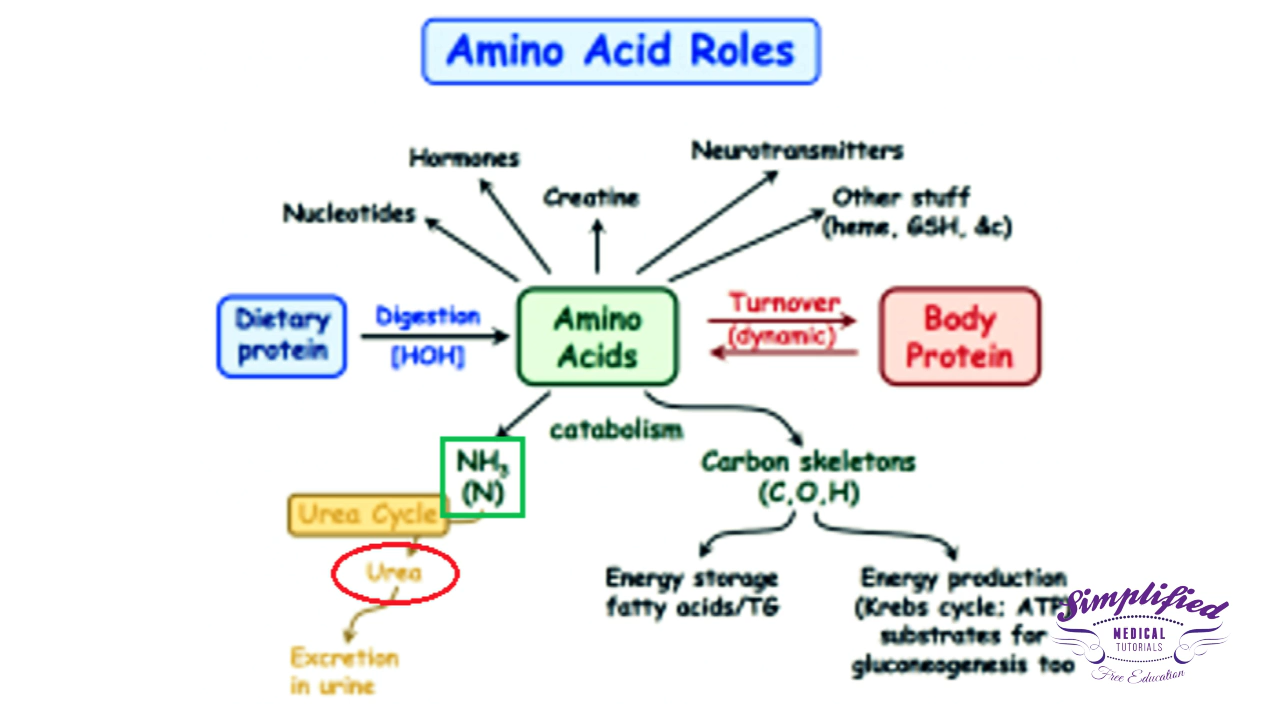 Amino Acid Roles
Hormones
Neurotransmitters
Nucleotides
Creatine
Other stuff
(heme, GSH, &c)
Dietary
protein
Digestion
[HOH]
Amino
Acids
Turnover
(dynamic)
Body
Protein
catabolism
NH₃
(N)
Carbon skeletons
(C,O,H)
Urea Cycle
Urea
Excretion
in urine
Energy storage
fatty acids/TG
Energy production
(Krebs cycle; ATP)
substrates for
gluconeogenesis too
Simplified
MEDICAL
TUTORIALS
Free Education